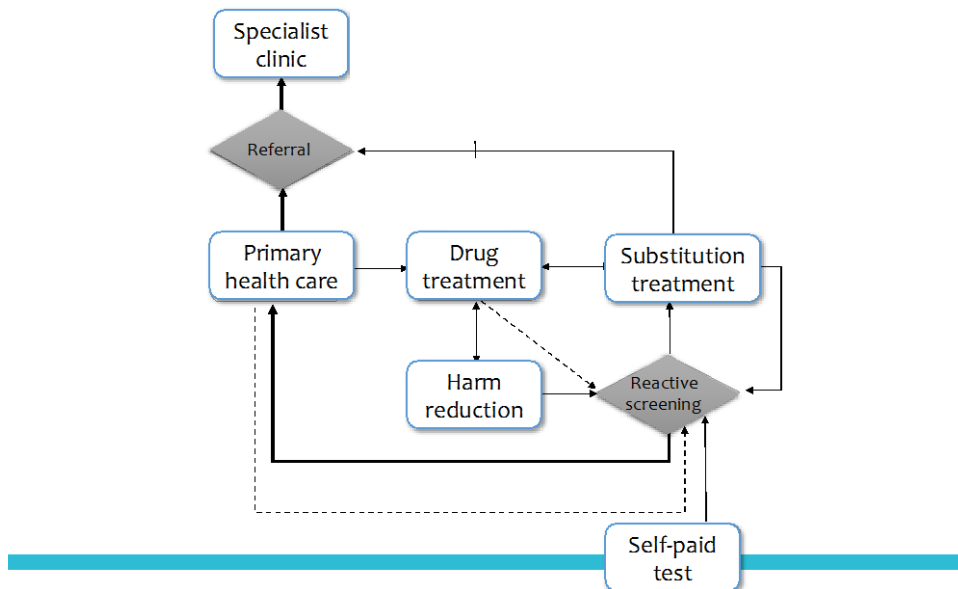 Specialist
clinic
Referral
Primary
health care
Drug
treatment
Substitution
treatment
Harm
reduction
Reactive
screening
Self-paid
test